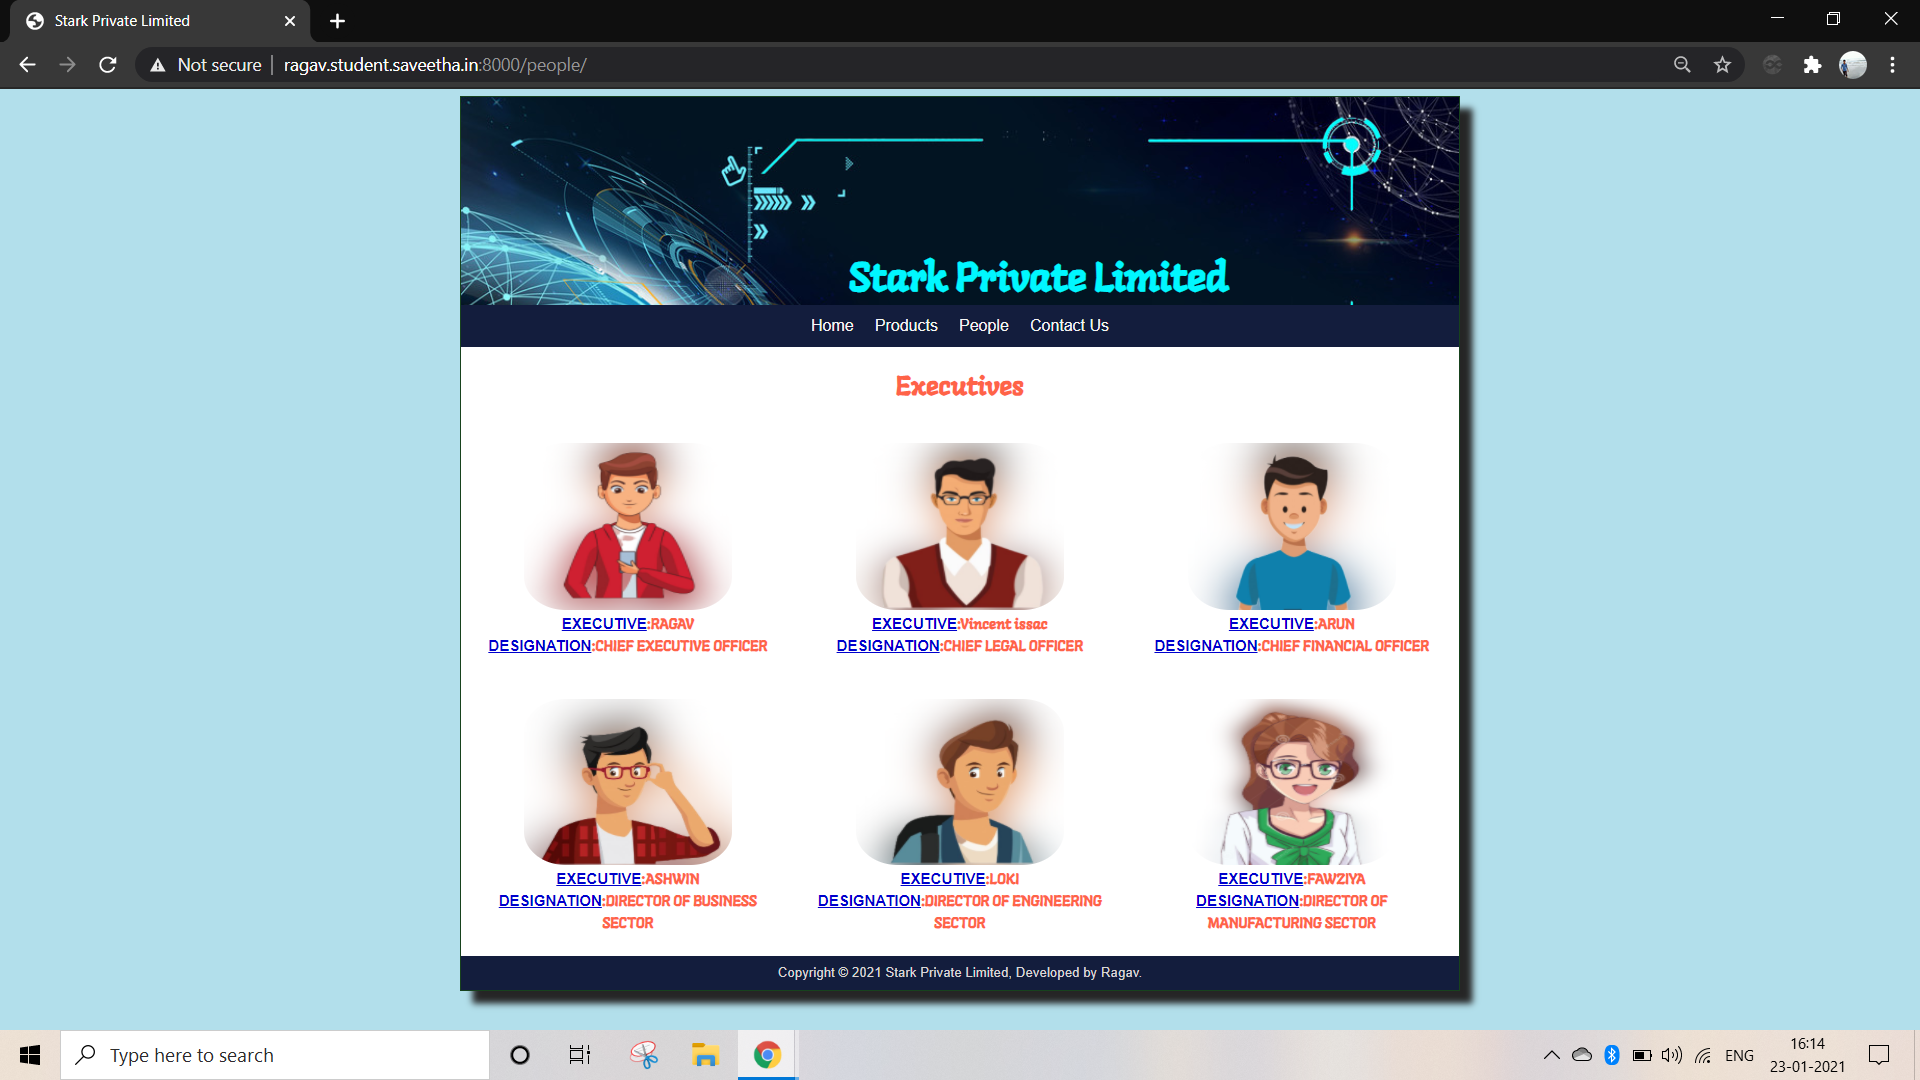 Stark Private Limited
Not secure
ragav.student.saveetha.in:8000/people/
Stark Private Limited
Home Products People Contact Us
Executives
EXECUTIVE:RAGAV
DESIGNATION:CHIEF EXECUTIVE OFFICER
EXECUTIVE:Vincent issac
DESIGNATION:CHIEF LEGAL OFFICER
EXECUTIVE:ARUN
DESIGNATION:CHIEF FINANCIAL OFFICER
EXECUTIVE:ASHWIN
DESIGNATION:DIRECTOR OF BUSINESS
SECTOR
EXECUTIVE:LOKI
DESIGNATION:DIRECTOR OF ENGINEERING
SECTOR
EXECUTIVE:FAWZIYA
DESIGNATION:DIRECTOR OF
MANUFACTURING SECTOR
Copyright © 2021 Stark Private Limited, Developed by Ragav.
Type here to search
ENG
16:14
23-01-2021